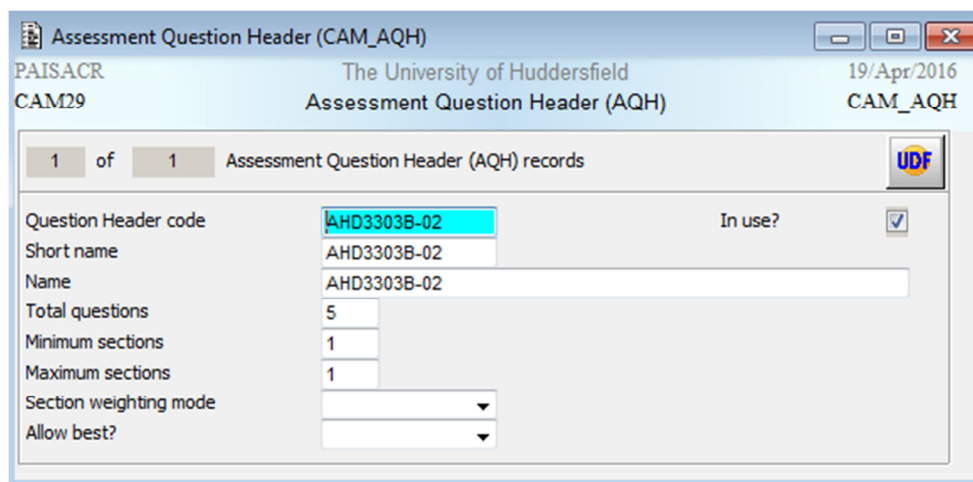 Assessment Question Header (CAM_AQH)
PAISACR The University of Huddersfield 19/Apr/2016
CAM29 Assessment Question Header (AQH) CAM_AQH
1 of 1 Assessment Question Header (AQH) records UDF
Question Header code AHD3303B-02 In use?
Short name AHD3303B-02
Name AHD3303B-02
Total questions 5
Minimum sections 1
Maximum sections 1
Section weighting mode
Allow best?